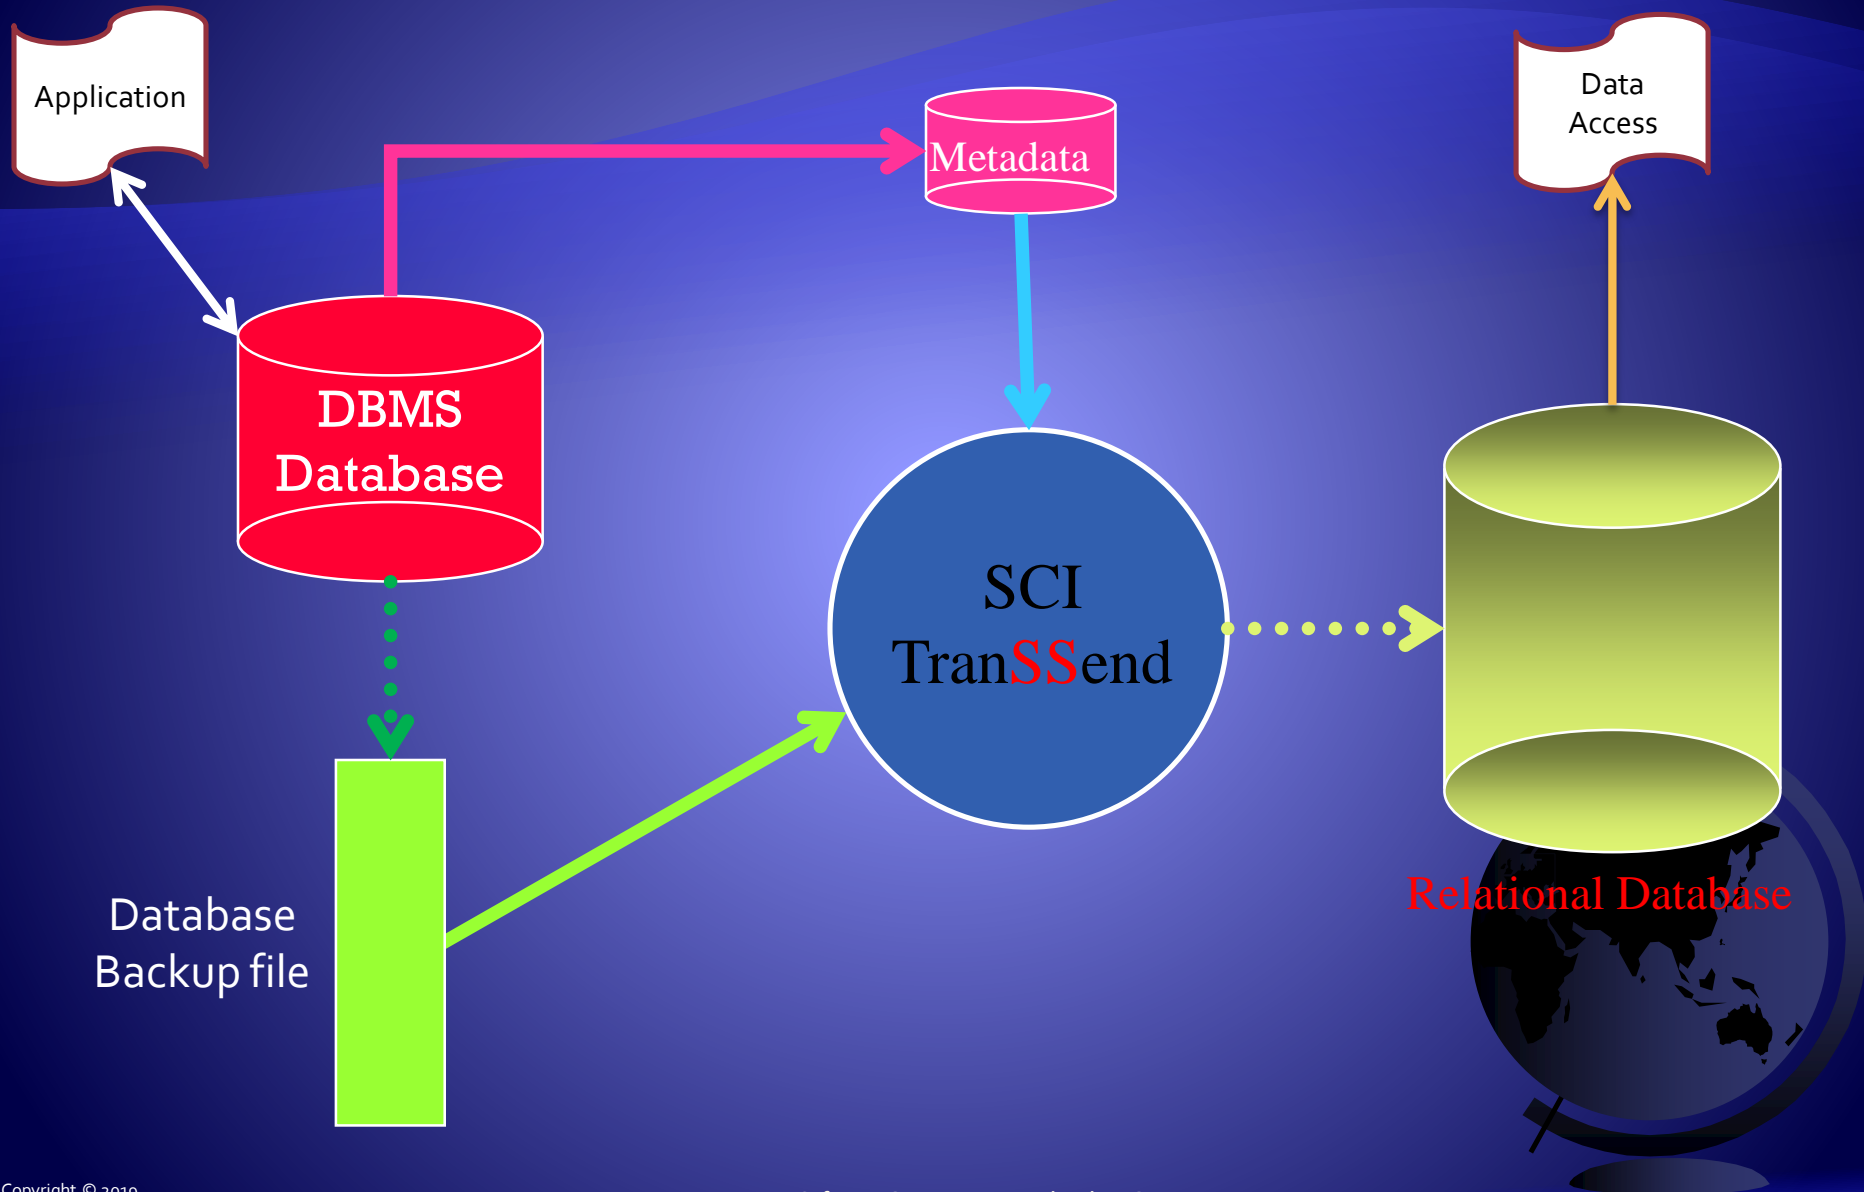 Application
Data
Access
Metadata
DBMS
Database
SCI
TranSSend
Relational Database
Database
Backup file